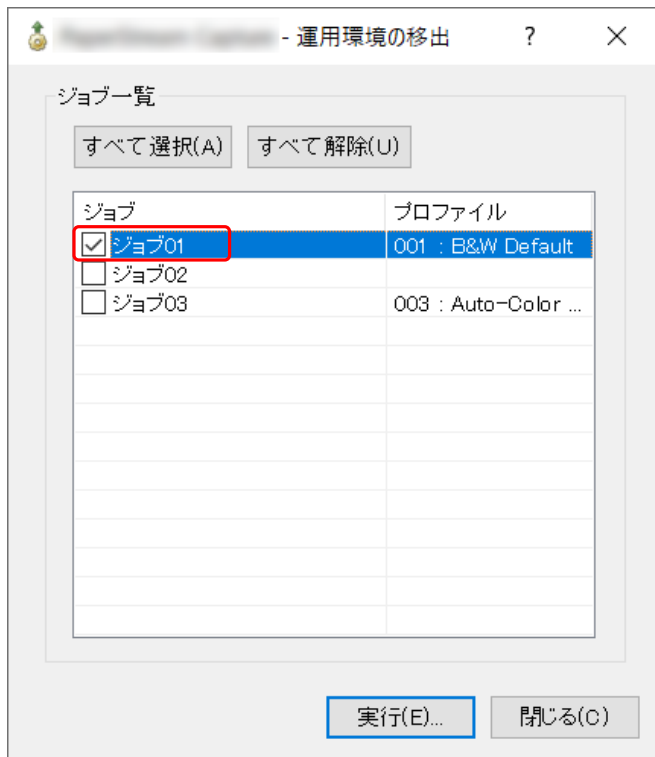 - 運用環境の移出 ?
ジョブ一覧
すべて選択(A) すべて解除(U)
ジョブ プロファイル
ジョブ01 001 : B&W Default
ジョブ02
ジョブ03 003 : Auto-Color ...
実行(E)... 閉じる(C)